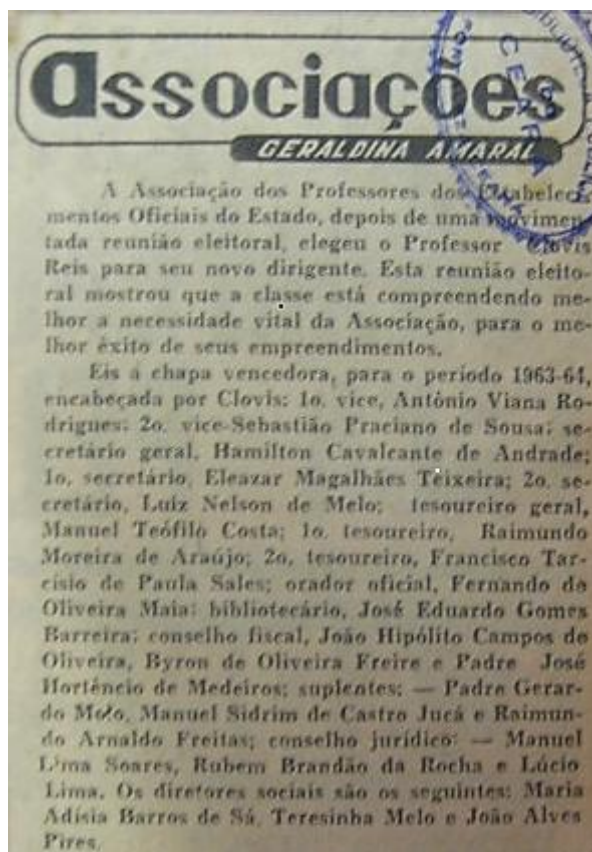 associações
GERALDINA AMARAL
BIBLIOTECA
CEARÁ
A Associação dos Professores dos Estabeleci-
mentos Oficiais do Estado, depois de uma movimen-
tada reunião eleitoral, elegeu o Professor Clovis
Reis para seu novo dirigente. Esta reunião eleito-
ral mostrou que a classe está compreendendo me-
lhor a necessidade vital da Associação, para o me-
lhor êxito de seus empreendimentos.
Eis a chapa vencedora, para o período 1963-64,
encabeçada por Clovis: 1o. vice, Antônio Viana Ro-
drigues; 2o. vice-Sebastião Praciano de Sousa; se-
cretário geral, Hamilton Cavalcante de Andrade;
1o. secretário, Eleazar Magalhães Teixeira; 2o. se-
cretário, Luiz Nelson de Melo; tesoureiro geral,
Manuel Teófilo Costa; 1o. tesoureiro, Raimundo
Moreira de Araújo; 2o. tesoureiro, Francisco Tar-
cisio de Paula Sales; orador oficial, Fernando de
Oliveira Maia; bibliotecário, José Eduardo Gomes
Barreira; conselho fiscal, João Hipólito Campos de
Oliveira, Byron de Oliveira Freire e Padre José
Hortêncio de Medeiros; suplentes: — Padre Gerar-
do Melo, Manuel Sidrim de Castro Jucá e Raimun-
do Arnaldo Freitas; conselho jurídico: — Manuel
Lima Soares, Rubem Brandão da Rocha e Lúcio
Lima. Os diretores sociais são os seguintes: Maria
Adisia Barros de Sá, Teresinha Melo e João Alves
Pires.